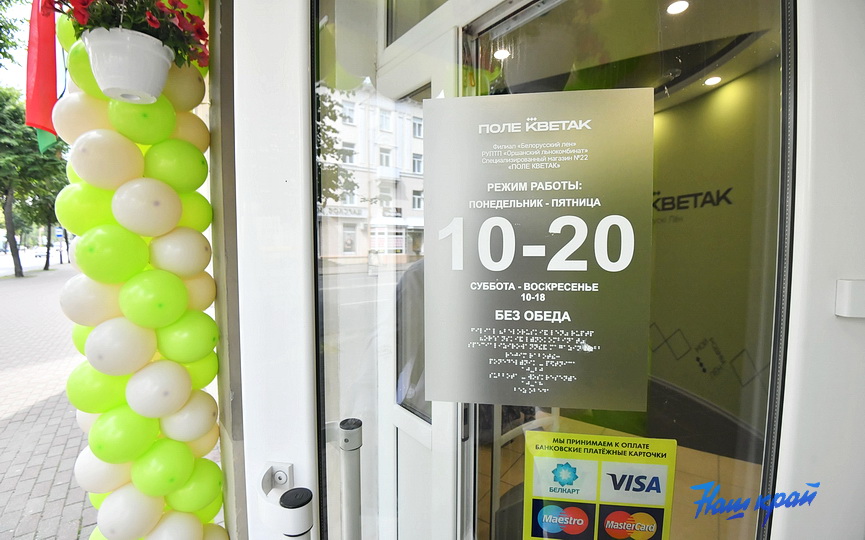 ПОЛЕ КВЕТАК
Филиал «Белорусский лен»
РУПТП «Оршанский льнокомбинат»
Специализированный магазин №22
«ПОЛЕ КВЕТАК»
РЕЖИМ РАБОТЫ:
ПОНЕДЕЛЬНИК - ПЯТНИЦА
10-20
СУББОТА - ВОСКРЕСЕНЬЕ
10-18
БЕЗ ОБЕДА
КВЕТАК
МЫ ПРИНИМАЕМ К ОПЛАТЕ
БАНКОВСКИЕ ПЛАТЁЖНЫЕ КАРТОЧКИ
БЕЛКАРТ
VISA
Maestro
MasterCard
Наш край